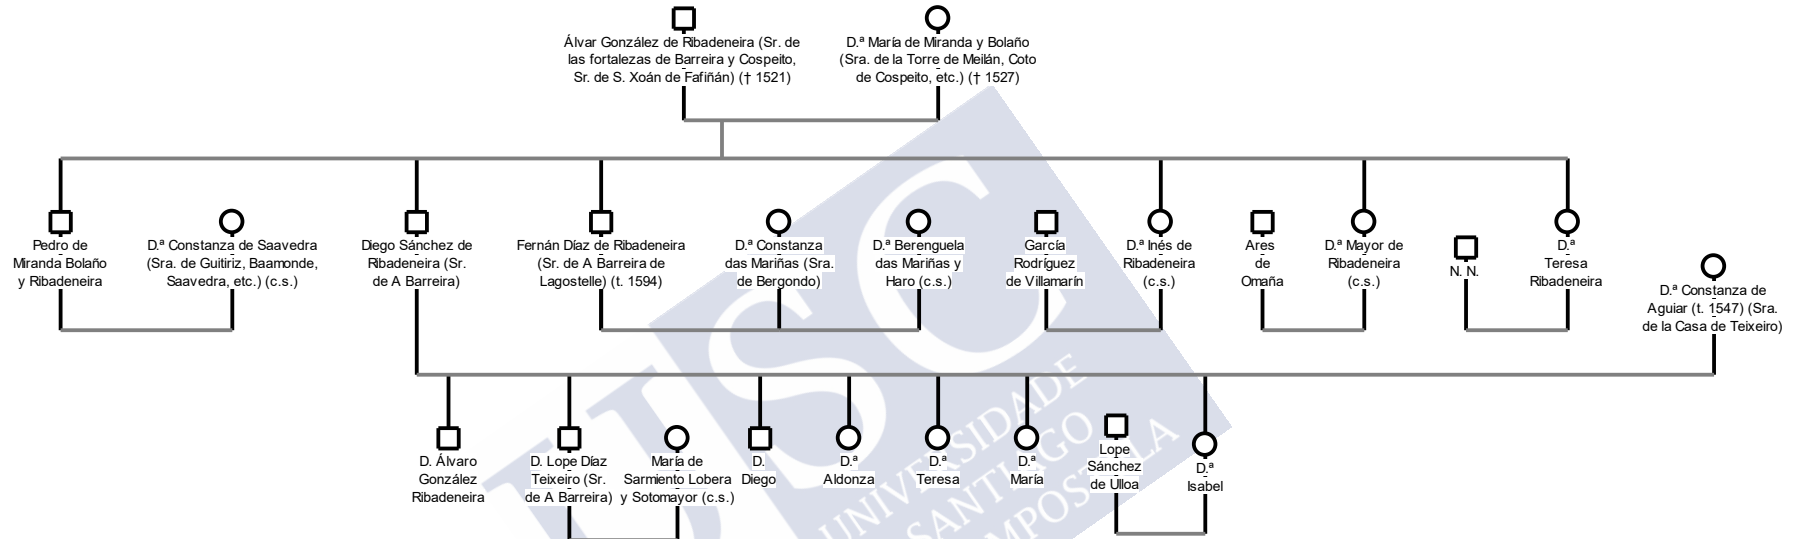 Álvar González de Ribadeneira (Sr. de
las fortalezas de Barreira y Cospeito,
Sr. de S. Xoán de Fafiñán) († 1521)
D.ª María de Miranda y Bolaño
(Sra. de la Torre de Meilán, Coto
de Cospeito, etc.) († 1527)
Pedro de
Miranda Bolaño
y Ribadeneira
D.ª Constanza de Saavedra
(Sra. de Guitiriz, Baamonde,
Saavedra, etc.) (c.s.)
Diego Sánchez de
Ribadeneira (Sr.
de A Barreira)
Fernán Díaz de Ribadeneira
(Sr. de A Barreira de
Lagostelle) (t. 1594)
D.ª Constanza
das Mariñas (Sra.
de Bergondo)
D.ª Berenguela
das Mariñas y
Haro (c.s.)
García
Rodríguez
de Villamarín
D.ª Inés de
Ribadeneira
(c.s.)
Ares
de
Omaña
D.ª Mayor de
Ribadeneira
(c.s.)
N. N.
D.ª
Teresa
Ribadeneira
D.ª Constanza de
Aguiar (t. 1547) (Sra.
de la Casa de Teixeiro)
D. Álvaro
González
Ribadeneira
D. Lope Díaz
Teixeiro (Sr.
de A Barreira)
María de
Sarmiento Lobera
y Sotomayor (c.s.)
D.
Diego
D.ª
Aldonza
D.ª
Teresa
D.ª
María
Lope
Sánchez
de Ulloa
D.ª
Isabel
USC
UNIVERSIDADE
SANTIAGO